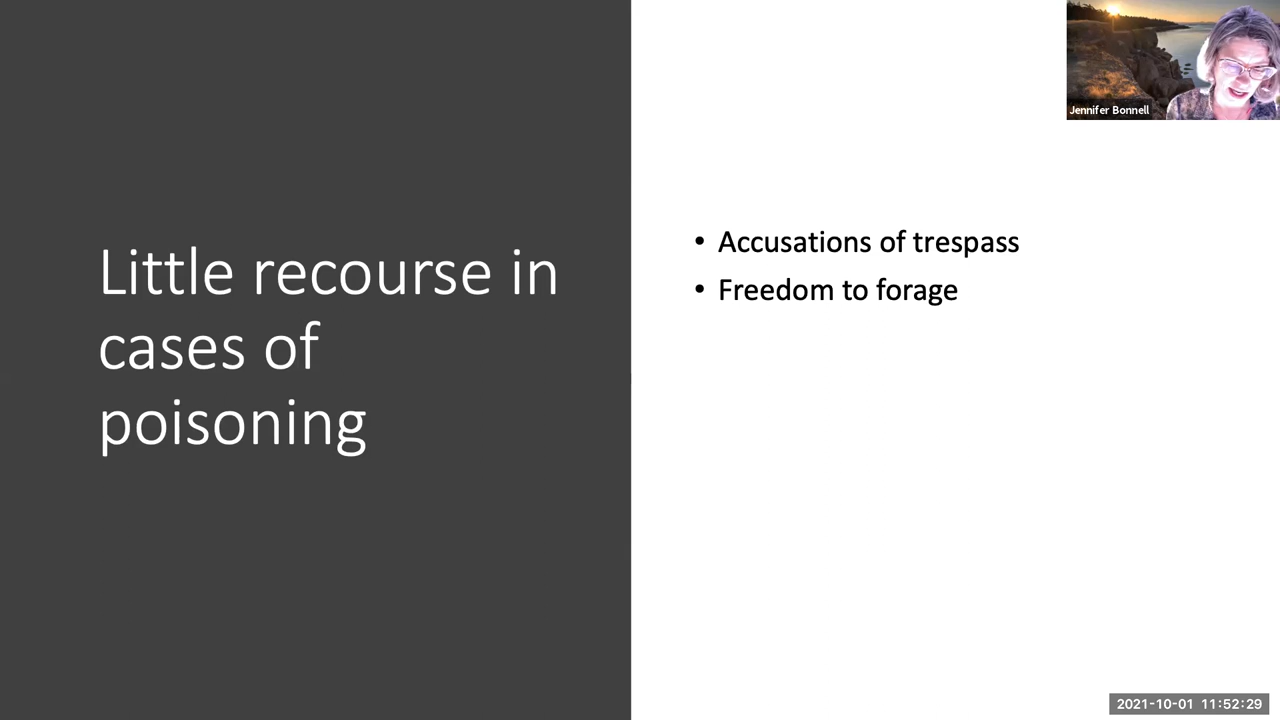 Jennifer Bonnell
Little recourse in
cases of
poisoning
• Accusations of trespass
• Freedom to forage
2021-10-01 11:52:29